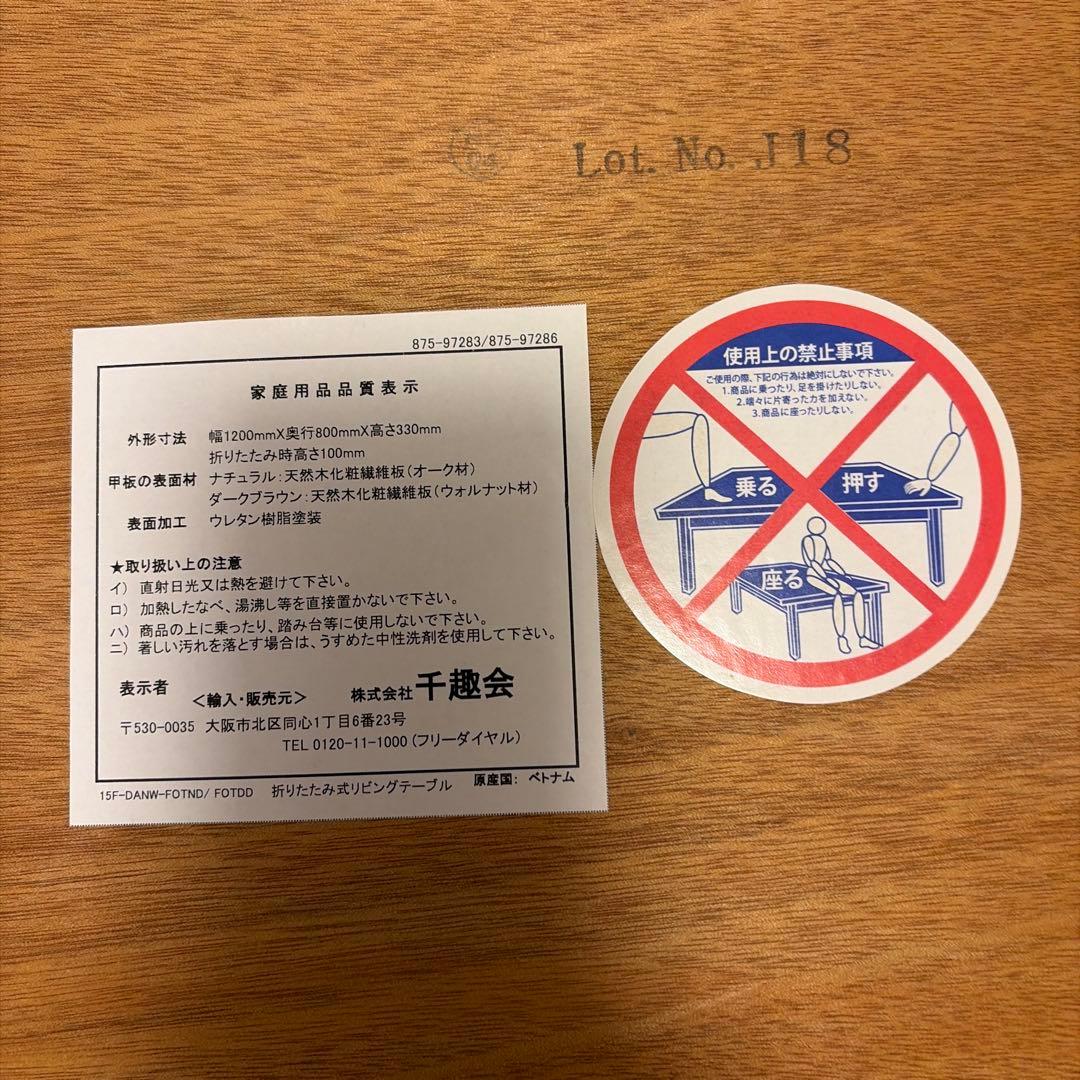 Lot. No. J18
875-97283/875-97286
家庭用品品質表示
外形寸法 幅1200mmX奥行800mmX高さ330mm
折りたたみ時高さ100mm
甲板の表面材 ナチュラル:天然木化粧繊維板(オーク材)
ダークブラウン:天然木化粧繊維板(ウォルナット材)
表面加工 ウレタン樹脂塗装
★取り扱い上の注意
イ) 直射日光又は熱を避けて下さい。
ロ) 加熱したなべ、湯沸し等を直接置かないで下さい。
ハ) 商品の上に乗ったり、踏み台等に使用しないで下さい。
ニ) 著しい汚れを落とす場合は、うすめた中性洗剤を使用して下さい。
表示者 <輸入・販売元> 株式会社 千趣会
〒530-0035 大阪市北区同心1丁目6番23号
TEL 0120-11-1000 (フリーダイヤル)
15F-DANW-FOTND/ FOTDD 折りたたみ式リビングテーブル 原産国: ベトナム
使用上の禁止事項
ご使用の際、下記の行為は絶対にしないで下さい。
1.商品に乗ったり、足を掛けたりしない。
2.端々に片寄った力を加えない。
3.商品に座ったりしない。
乗る 押す
座る